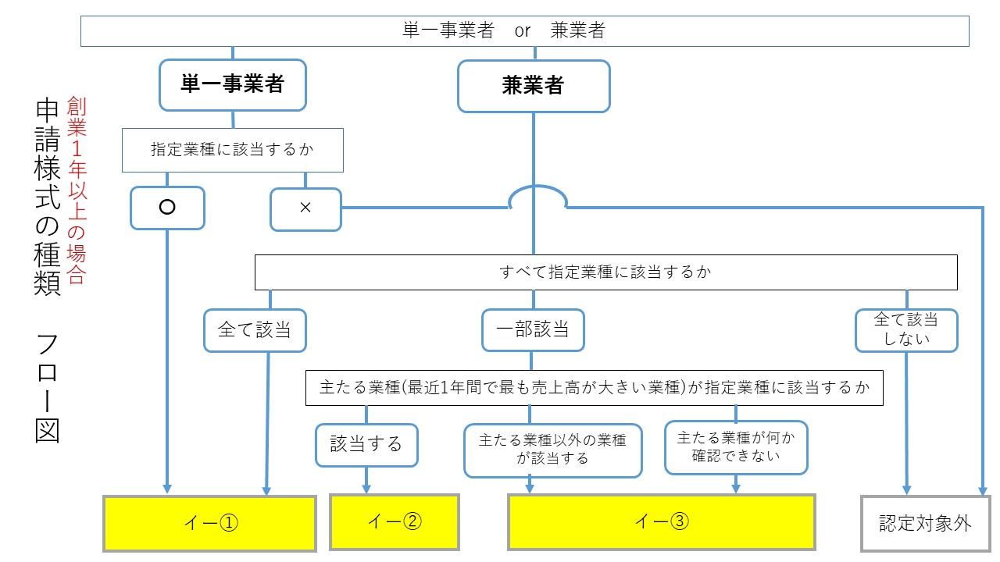 単一事業者　or　兼業者
単一事業者
兼業者
創業1年以上の場合
申請様式の種類　フロー図
指定業種に該当するか
〇
×
すべて指定業種に該当するか
全て該当
一部該当
全て該当
しない
主たる業種(最近1年間で最も売上高が大きい業種)が指定業種に該当するか
該当する
主たる業種以外の業種
が該当する
主たる業種が何か
確認できない
イー①
イー②
イー③
認定対象外